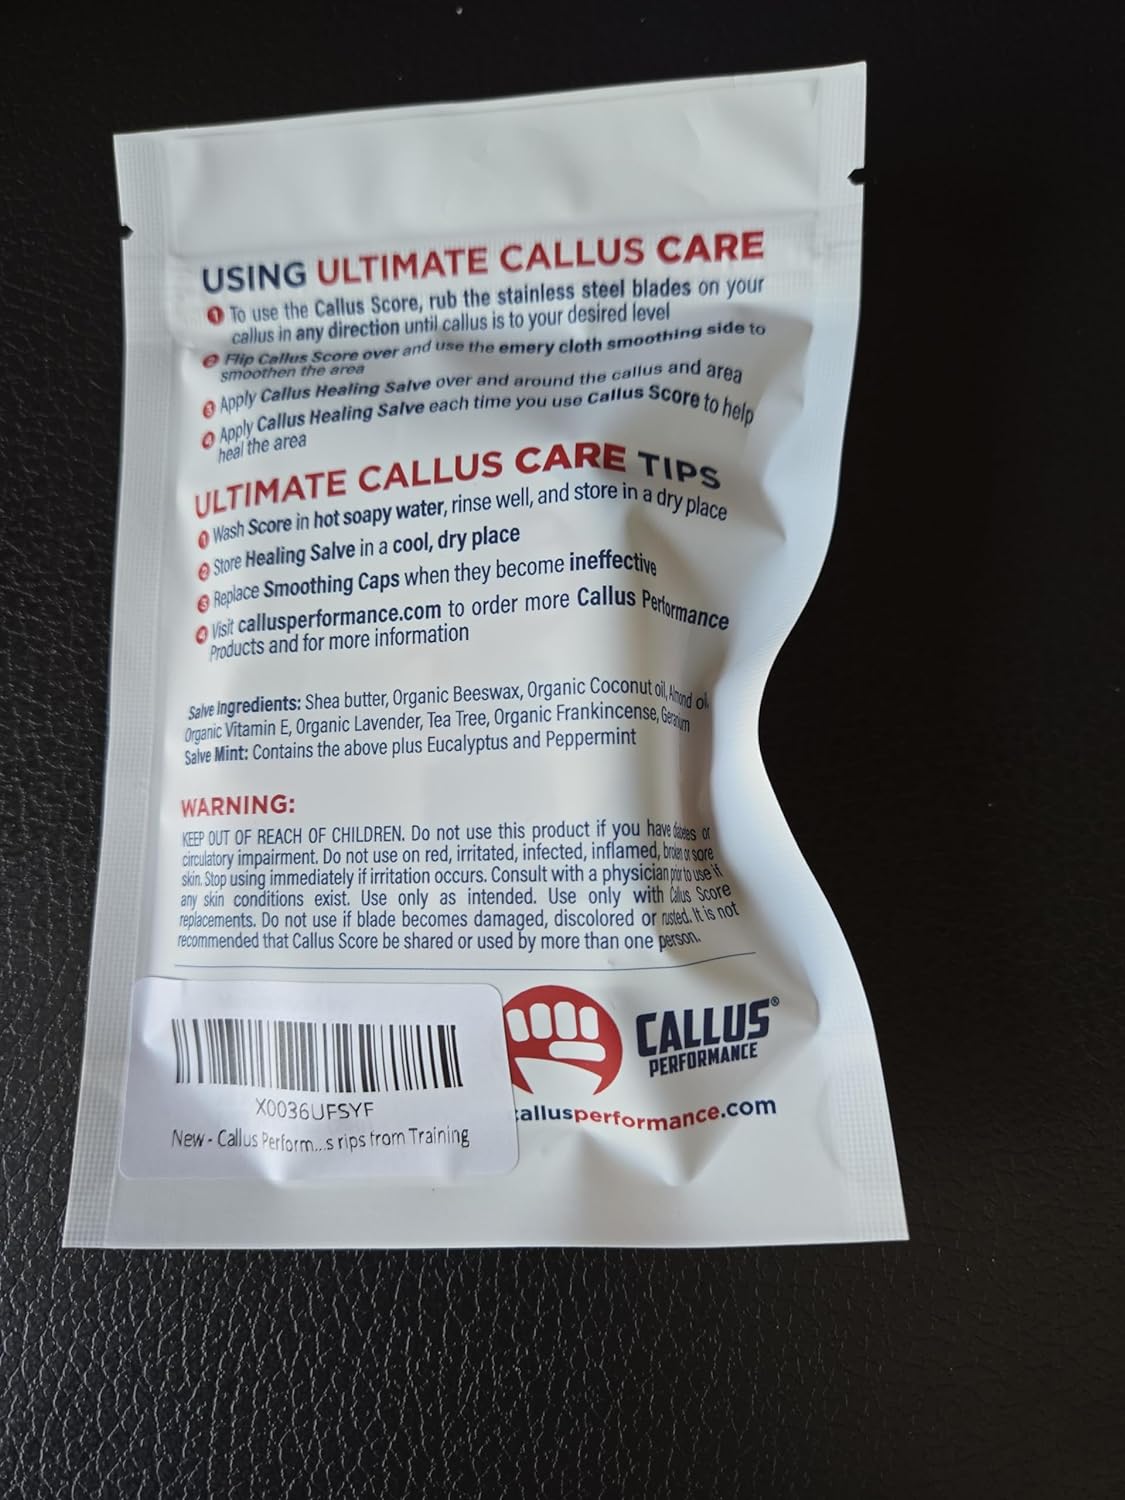 USING ULTIMATE CALLUS CARE
1 To use the Callus Score, rub the stainless steel blades on your
callus in any direction until callus is to your desired level
2 Flip Callus Score over and use the emery cloth smoothing side to
smoothen the area
3 Apply Callus Healing Salve over and around the callus and area
4 Apply Callus Healing Salve each time you use Callus Score to help
heal the area
ULTIMATE CALLUS CARE TIPS
1 Wash Score in hot soapy water, rinse well, and store in a dry place
2 Store Healing Salve in a cool, dry place
3 Replace Smoothing Caps when they become ineffective
4 Visit callusperformance.com to order more Callus Performance
Products and for more information
Salve Ingredients: Shea butter, Organic Beeswax, Organic Coconut oil, Almond oil,
Organic Vitamin E, Organic Lavender, Tea Tree, Organic Frankincense, Geranium
Salve Mint: Contains the above plus Eucalyptus and Peppermint
WARNING:
KEEP OUT OF REACH OF CHILDREN. Do not use this product if you have diabetes or
circulatory impairment. Do not use on red, irritated, infected, inflamed, broken or sore
skin. Stop using immediately if irritation occurs. Consult with a physician prior to use if
any skin conditions exist. Use only as intended. Use only with Callus Score
replacements. Do not use if blade becomes damaged, discolored or rusted. It is not
recommended that Callus Score be shared or used by more than one person.
CALLUS®
PERFORMANCE
callusperformance.com
X0036UFSYF
New - Callus Perform...s rips from Training